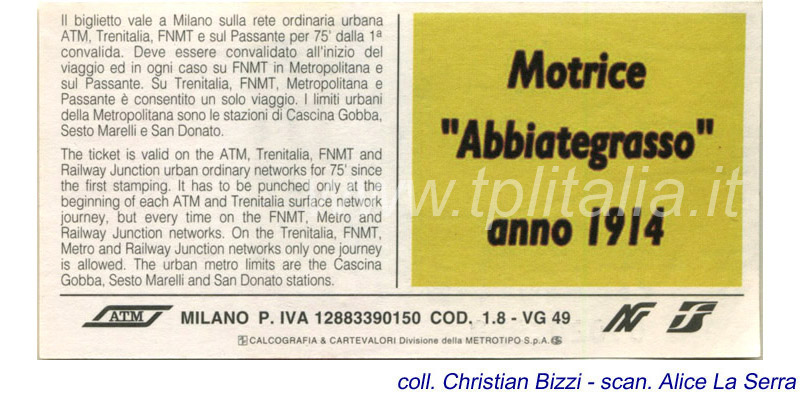 Il biglietto vale a Milano sulla rete ordinaria urbana
ATM, Trenitalia, FNMT e sul Passante per 75' dalla 1ª
convalida. Deve essere convalidato all'inizio del
viaggio ed in ogni caso su FNMT in Metropolitana e
sul Passante. Su Trenitalia, FNMT, Metropolitana e
Passante è consentito un solo viaggio. I limiti urbani
della Metropolitana sono le stazioni di Cascina Gobba,
Sesto Marelli e San Donato.
The ticket is valid on the ATM, Trenitalia, FNMT and
Railway Junction urban ordinary networks for 75' since
the first stamping. It has to be punched only at the
beginning of each ATM and Trenitalia surface network
journey, but every time on the FNMT, Metro and
Railway Junction networks. On the Trenitalia, FNMT,
Metro and Railway Junction networks only one journey
is allowed. The urban metro limits are the Cascina
Gobba, Sesto Marelli and San Donato stations.
Motrice
"Abbiategrasso"
anno 1914
www.tplitalia.it
ATM MILANO P. IVA 12883390150 COD. 1.8 - VG 49
CALCOGRAFIA & CARTEVALORI Divisione della METROTIPO S.p.A.
coll. Christian Bizzi - scan. Alice La Serra